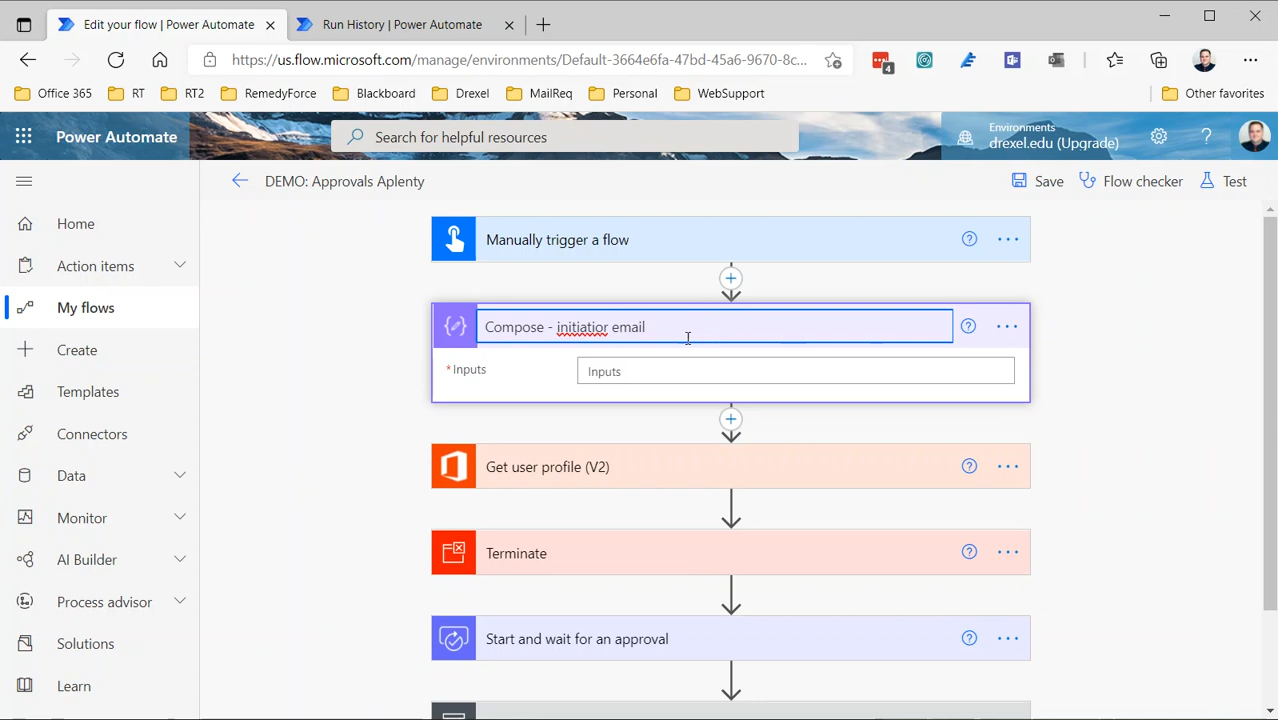 Edit your flow | Power Automate
Run History | Power Automate
https://us.flow.microsoft.com/manage/environments/Default-3664e6fa-47bd-45a6-9670-8c...
4
Office 365
RT
RT2
RemedyForce
Blackboard
Drexel
MailReq
Personal
WebSupport
Other favorites
Power Automate
Search for helpful resources
Environments
drexel.edu (Upgrade)
DEMO: Approvals Aplenty
Save
Flow checker
Test
Home
Action items
My flows
Create
Templates
Connectors
Data
Monitor
AI Builder
Process advisor
Solutions
Learn
Manually trigger a flow
Compose - initiatior email
* Inputs
Inputs
Get user profile (V2)
Terminate
Start and wait for an approval